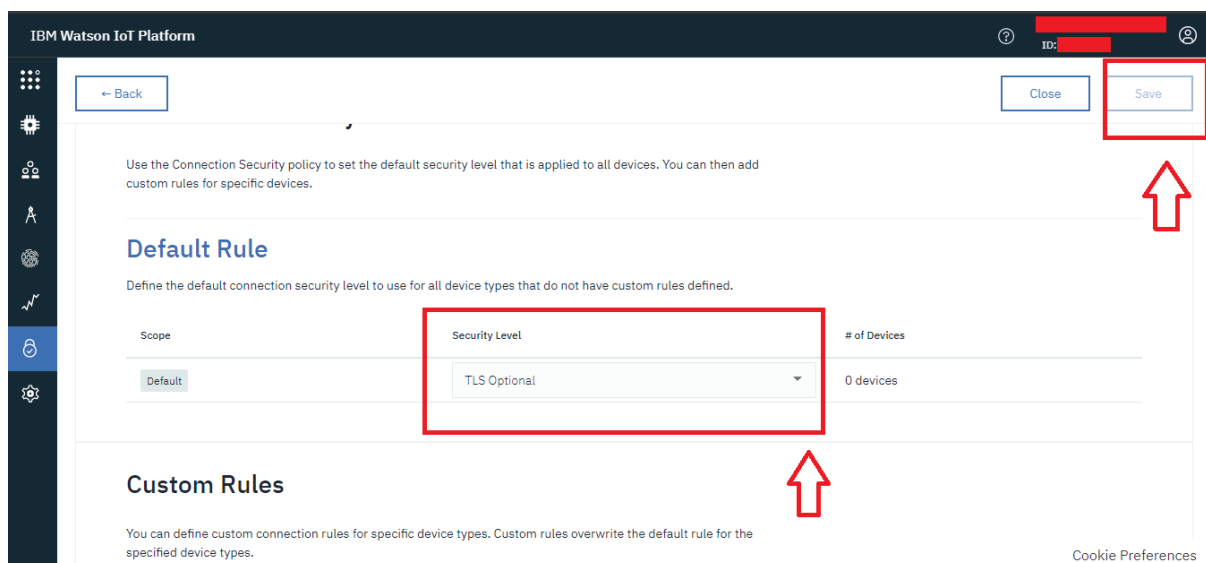 IBM Watson IoT Platform
ID:
← Back
Close
Save
Use the Connection Security policy to set the default security level that is applied to all devices. You can then add
custom rules for specific devices.
Default Rule
Define the default connection security level to use for all device types that do not have custom rules defined.
Scope
Security Level
# of Devices
Default
TLS Optional
0 devices
Custom Rules
You can define custom connection rules for specific device types. Custom rules overwrite the default rule for the
specified device types.
Cookie Preferences